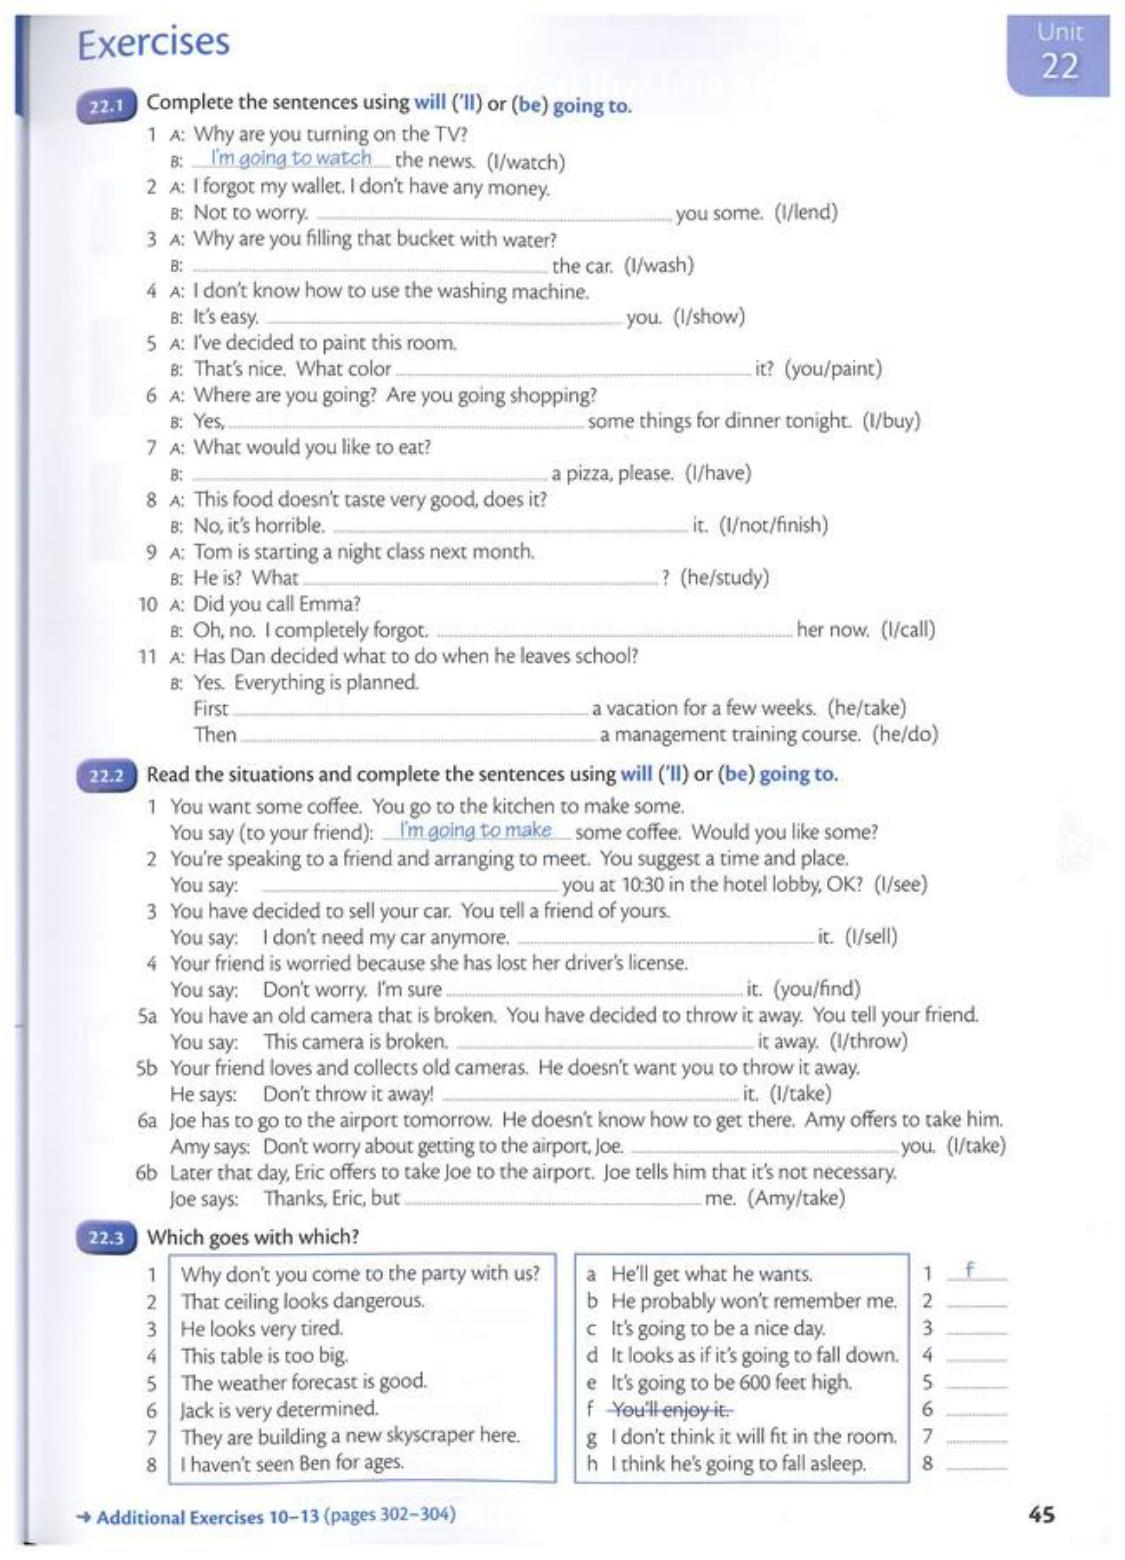 Exercises
Unit
22
22.1 Complete the sentences using will ('ll) or (be) going to.
1 A: Why are you turning on the TV?
B: I'm going to watch the news. (I/watch)
2 A: I forgot my wallet. I don't have any money.
B: Not to worry. you some. (I/lend)
3 A: Why are you filling that bucket with water?
B: the car. (I/wash)
4 A: I don't know how to use the washing machine.
B: It's easy. you. (I/show)
5 A: I've decided to paint this room.
B: That's nice. What color it? (you/paint)
6 A: Where are you going? Are you going shopping?
B: Yes, some things for dinner tonight. (I/buy)
7 A: What would you like to eat?
B: a pizza, please. (I/have)
8 A: This food doesn't taste very good, does it?
B: No, it's horrible. it. (I/not/finish)
9 A: Tom is starting a night class next month.
B: He is? What ? (he/study)
10 A: Did you call Emma?
B: Oh, no. I completely forgot. her now. (I/call)
11 A: Has Dan decided what to do when he leaves school?
B: Yes. Everything is planned.
First a vacation for a few weeks. (he/take)
Then a management training course. (he/do)
22.2 Read the situations and complete the sentences using will ('ll) or (be) going to.
1 You want some coffee. You go to the kitchen to make some.
You say (to your friend): I'm going to make some coffee. Would you like some?
2 You're speaking to a friend and arranging to meet. You suggest a time and place.
You say: you at 10:30 in the hotel lobby, OK? (I/see)
3 You have decided to sell your car. You tell a friend of yours.
You say: I don't need my car anymore. it. (I/sell)
4 Your friend is worried because she has lost her driver's license.
You say: Don't worry. I'm sure it. (you/find)
5a You have an old camera that is broken. You have decided to throw it away. You tell your friend.
You say: This camera is broken. it away. (I/throw)
5b Your friend loves and collects old cameras. He doesn't want you to throw it away.
He says: Don't throw it away! it. (I/take)
6a Joe has to go to the airport tomorrow. He doesn't know how to get there. Amy offers to take him.
Amy says: Don't worry about getting to the airport, Joe. you. (I/take)
6b Later that day, Eric offers to take Joe to the airport. Joe tells him that it's not necessary.
Joe says: Thanks, Eric, but me. (Amy/take)
22.3 Which goes with which?
1 Why don't you come to the party with us? a He'll get what he wants. 1 f
2 That ceiling looks dangerous. b He probably won't remember me. 2
3 He looks very tired. c It's going to be a nice day. 3
4 This table is too big. d It looks as if it's going to fall down. 4
5 The weather forecast is good. e It's going to be 600 feet high. 5
6 Jack is very determined. f You'll enjoy it. 6
7 They are building a new skyscraper here. g I don't think it will fit in the room. 7
8 I haven't seen Ben for ages. h I think he's going to fall asleep. 8
→ Additional Exercises 10–13 (pages 302–304)
45